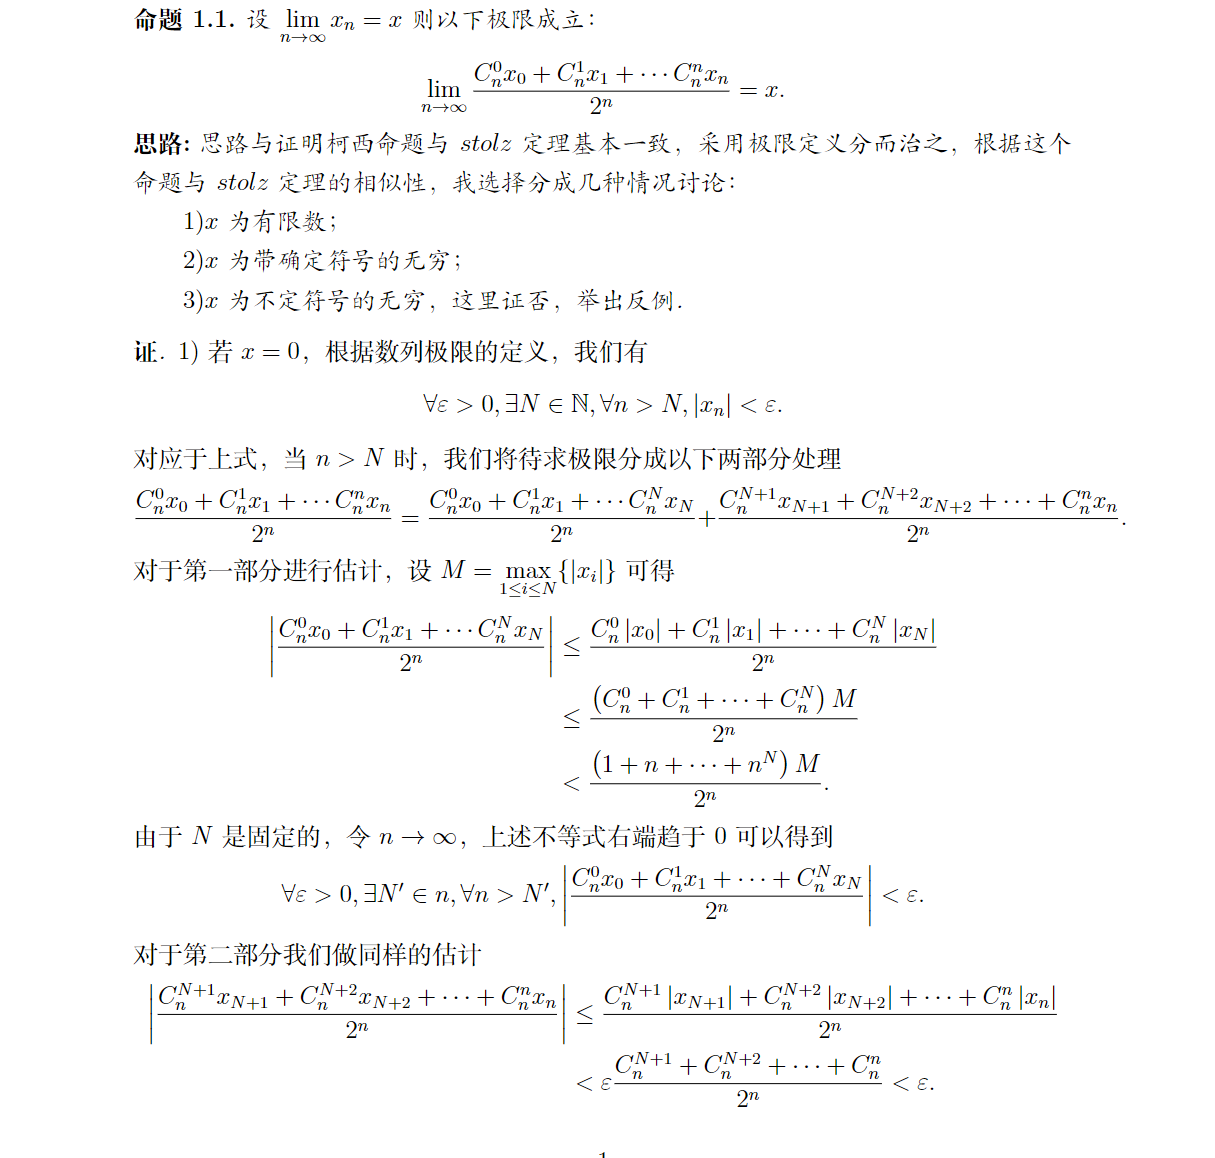 命题 1.1. 设 $\lim\limits_{n\to\infty} x_n = x$ 则以下极限成立：
$$\lim_{n\to\infty} \frac{C_n^0 x_0 + C_n^1 x_1 + \cdots C_n^n x_n}{2^n} = x.$$
思路: 思路与证明柯西命题与 stolz 定理基本一致，采用极限定义分而治之，根据这个
命题与 stolz 定理的相似性，我选择分成几种情况讨论：
1)$x$ 为有限数；
2)$x$ 为带确定符号的无穷；
3)$x$ 为不定符号的无穷，这里证否，举出反例.
证. 1) 若 $x = 0$，根据数列极限的定义，我们有
$$\forall \varepsilon > 0, \exists N \in \mathbb{N}, \forall n > N, |x_n| < \varepsilon.$$
对应于上式，当 $n > N$ 时，我们将待求极限分成以下两部分处理
$$\frac{C_n^0 x_0 + C_n^1 x_1 + \cdots C_n^n x_n}{2^n} = \frac{C_n^0 x_0 + C_n^1 x_1 + \cdots C_n^N x_N}{2^n} + \frac{C_n^{N+1} x_{N+1} + C_n^{N+2} x_{N+2} + \cdots + C_n^n x_n}{2^n}.$$
对于第一部分进行估计，设 $M = \max\limits_{1 \le i \le N} \{|x_i|\}$ 可得
$$\left| \frac{C_n^0 x_0 + C_n^1 x_1 + \cdots C_n^N x_N}{2^n} \right| \le \frac{C_n^0 |x_0| + C_n^1 |x_1| + \cdots + C_n^N |x_N|}{2^n}$$
$$\le \frac{\left(C_n^0 + C_n^1 + \cdots + C_n^N\right) M}{2^n}$$
$$< \frac{\left(1 + n + \cdots + n^N\right) M}{2^n}.$$
由于 $N$ 是固定的，令 $n \to \infty$，上述不等式右端趋于 0 可以得到
$$\forall \varepsilon > 0, \exists N' \in n, \forall n > N', \left| \frac{C_n^0 x_0 + C_n^1 x_1 + \cdots + C_n^N x_N}{2^n} \right| < \varepsilon.$$
对于第二部分我们做同样的估计
$$\left| \frac{C_n^{N+1} x_{N+1} + C_n^{N+2} x_{N+2} + \cdots + C_n^n x_n}{2^n} \right| \le \frac{C_n^{N+1} |x_{N+1}| + C_n^{N+2} |x_{N+2}| + \cdots + C_n^n |x_n|}{2^n}$$
$$< \varepsilon \frac{C_n^{N+1} + C_n^{N+2} + \cdots + C_n^n}{2^n} < \varepsilon.$$